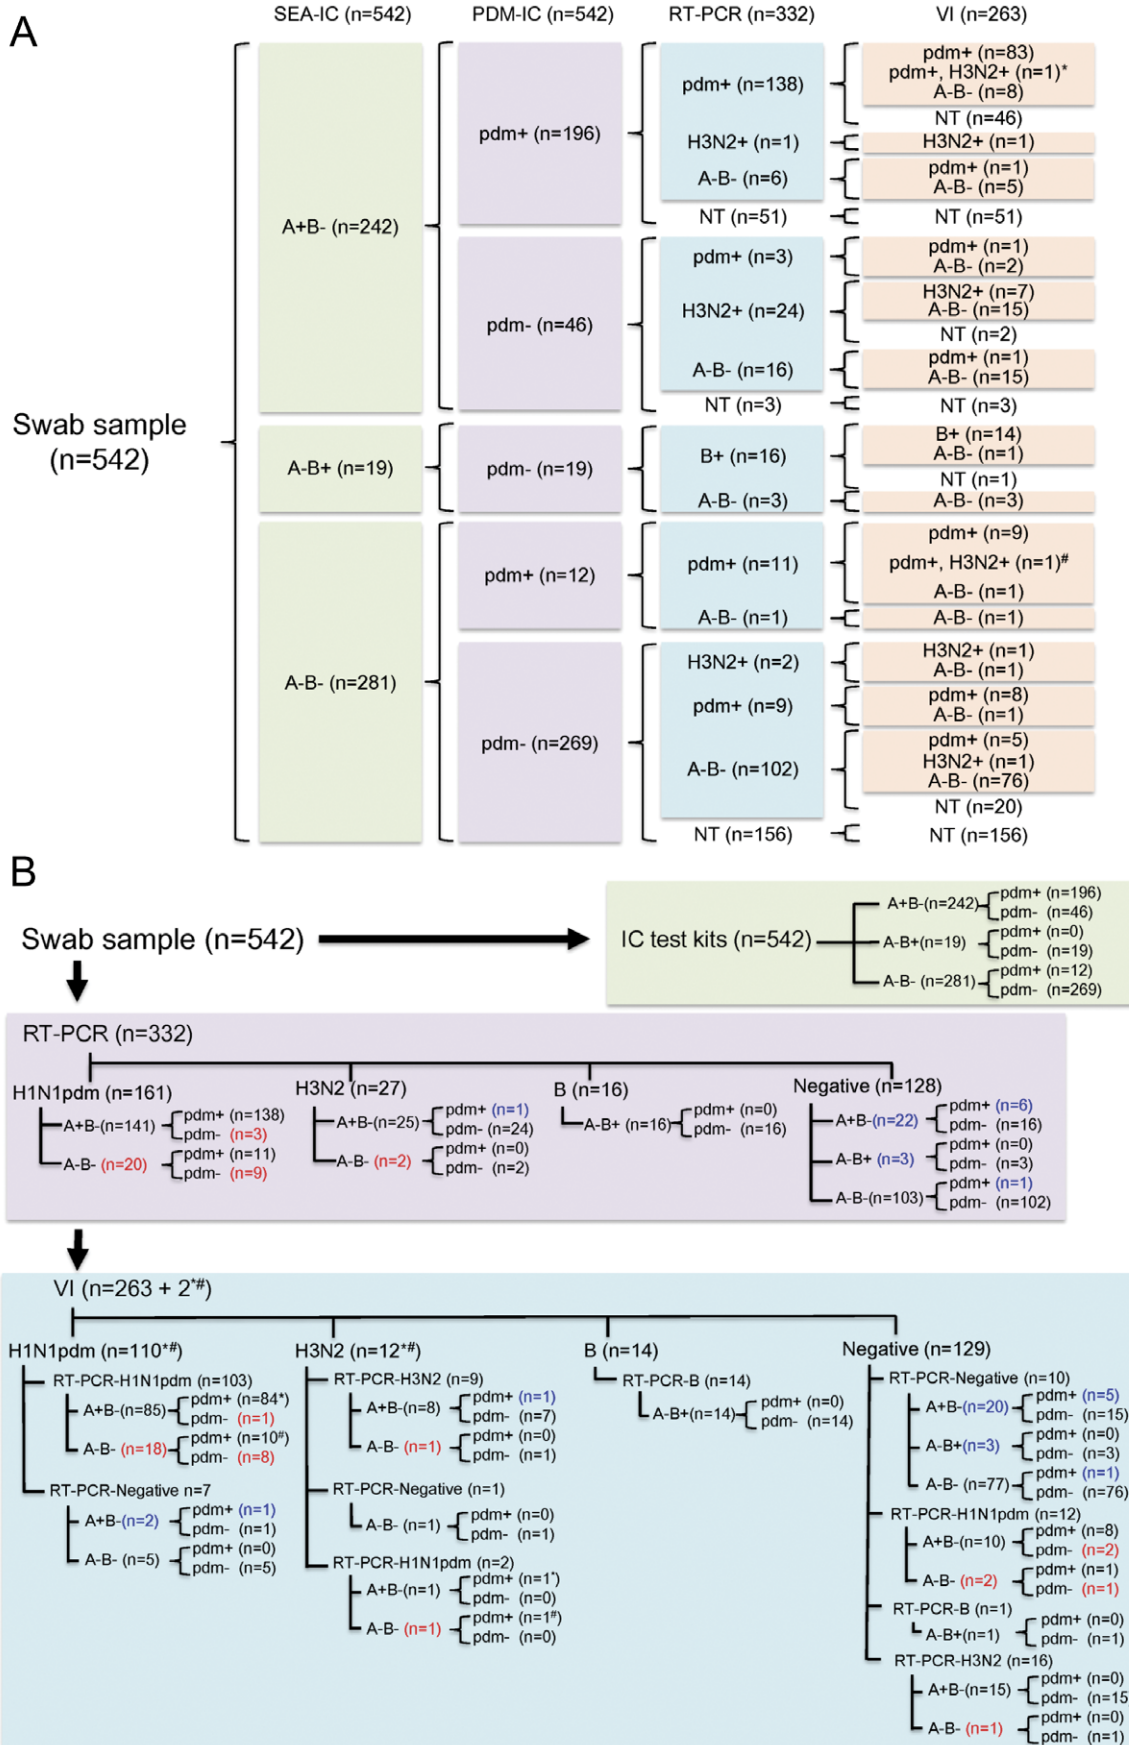 A
SEA-IC (n=542) PDM-IC (n=542) RT-PCR (n=332) VI (n=263)
Swab sample
(n=542)
A+B- (n=242)
A-B+ (n=19)
A-B- (n=281)
pdm+ (n=196)
pdm- (n=46)
pdm- (n=19)
pdm+ (n=12)
pdm- (n=269)
pdm+ (n=138)
H3N2+ (n=1)
A-B- (n=6)
NT (n=51)
pdm+ (n=3)
H3N2+ (n=24)
A-B- (n=16)
NT (n=3)
B+ (n=16)
A-B- (n=3)
pdm+ (n=11)
A-B- (n=1)
H3N2+ (n=2)
pdm+ (n=9)
A-B- (n=102)
NT (n=156)
pdm+ (n=83)
pdm+, H3N2+ (n=1)*
A-B- (n=8)
NT (n=46)
H3N2+ (n=1)
pdm+ (n=1)
A-B- (n=5)
NT (n=51)
pdm+ (n=1)
A-B- (n=2)
H3N2+ (n=7)
A-B- (n=15)
NT (n=2)
pdm+ (n=1)
A-B- (n=15)
NT (n=3)
B+ (n=14)
A-B- (n=1)
NT (n=1)
A-B- (n=3)
pdm+ (n=9)
pdm+, H3N2+ (n=1)#
A-B- (n=1)
A-B- (n=1)
H3N2+ (n=1)
A-B- (n=1)
pdm+ (n=8)
A-B- (n=1)
pdm+ (n=5)
H3N2+ (n=1)
A-B- (n=76)
NT (n=20)
NT (n=156)
B
Swab sample (n=542)
IC test kits (n=542)
A+B-(n=242)
pdm+ (n=196)
pdm- (n=46)
A-B+(n=19)
pdm+ (n=0)
pdm- (n=19)
A-B- (n=281)
pdm+ (n=12)
pdm- (n=269)
RT-PCR (n=332)
H1N1pdm (n=161)
A+B-(n=141)
pdm+ (n=138)
pdm- (n=3)
A-B- (n=20)
pdm+ (n=11)
pdm- (n=9)
H3N2 (n=27)
A+B-(n=25)
pdm+ (n=1)
pdm- (n=24)
A-B- (n=2)
pdm+ (n=0)
pdm- (n=2)
B (n=16)
A-B+ (n=16)
pdm+ (n=0)
pdm- (n=16)
Negative (n=128)
A+B- (n=22)
pdm+ (n=6)
pdm- (n=16)
A-B+ (n=3)
pdm+ (n=0)
pdm- (n=3)
A-B-(n=103)
pdm+ (n=1)
pdm- (n=102)
VI (n=263 + 2*#)
H1N1pdm (n=110*#)
RT-PCR-H1N1pdm (n=103)
A+B-(n=85)
pdm+ (n=84*)
pdm- (n=1)
A-B- (n=18)
pdm+ (n=10#)
pdm- (n=8)
RT-PCR-Negative n=7
A+B-(n=2)
pdm+ (n=1)
pdm- (n=1)
A-B- (n=5)
pdm+ (n=0)
pdm- (n=5)
H3N2 (n=12*#)
RT-PCR-H3N2 (n=9)
A+B- (n=8)
pdm+ (n=1)
pdm- (n=7)
A-B- (n=1)
pdm+ (n=0)
pdm- (n=1)
RT-PCR-Negative (n=1)
A-B- (n=1)
pdm+ (n=0)
pdm- (n=1)
RT-PCR-H1N1pdm (n=2)
A+B-(n=1)
pdm+ (n=1*)
pdm- (n=0)
A-B- (n=1)
pdm+ (n=1#)
pdm- (n=0)
B (n=14)
RT-PCR-B (n=14)
A-B+(n=14)
pdm+ (n=0)
pdm- (n=14)
Negative (n=129)
RT-PCR-Negative (n=10)
A+B-(n=20)
pdm+ (n=5)
pdm- (n=15)
A-B+(n=3)
pdm+ (n=0)
pdm- (n=3)
A-B- (n=77)
pdm+ (n=1)
pdm- (n=76)
RT-PCR-H1N1pdm (n=12)
A+B-(n=10)
pdm+ (n=8)
pdm- (n=2)
A-B- (n=2)
pdm+ (n=1)
pdm- (n=1)
RT-PCR-B (n=1)
A-B+(n=1)
pdm+ (n=0)
pdm- (n=1)
RT-PCR-H3N2 (n=16)
A+B-(n=15)
pdm+ (n=0)
pdm- (n=15)
A-B- (n=1)
pdm+ (n=0)
pdm- (n=1)